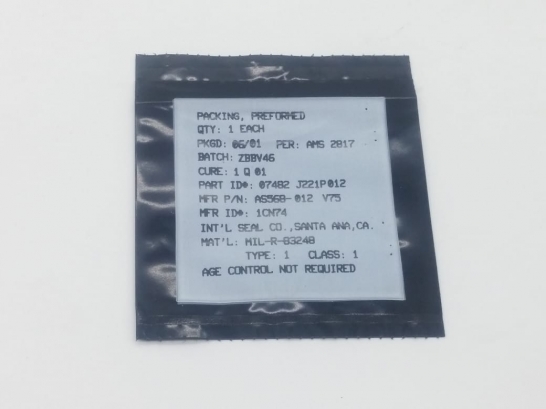 PACKING, PREFORMED
QTY: 1 EACH
PKGD: 06/01 PER: AMS 2817
BATCH: ZBBV46
CURE: 1 Q 01
PART ID#: 07482 J221P012
MFR P/N: AS568-012 V75
MFR ID#: 1CN74
INT'L SEAL CO.,SANTA ANA,CA.
MAT'L: MIL-R-83248
TYPE: 1 CLASS: 1
AGE CONTROL NOT REQUIRED